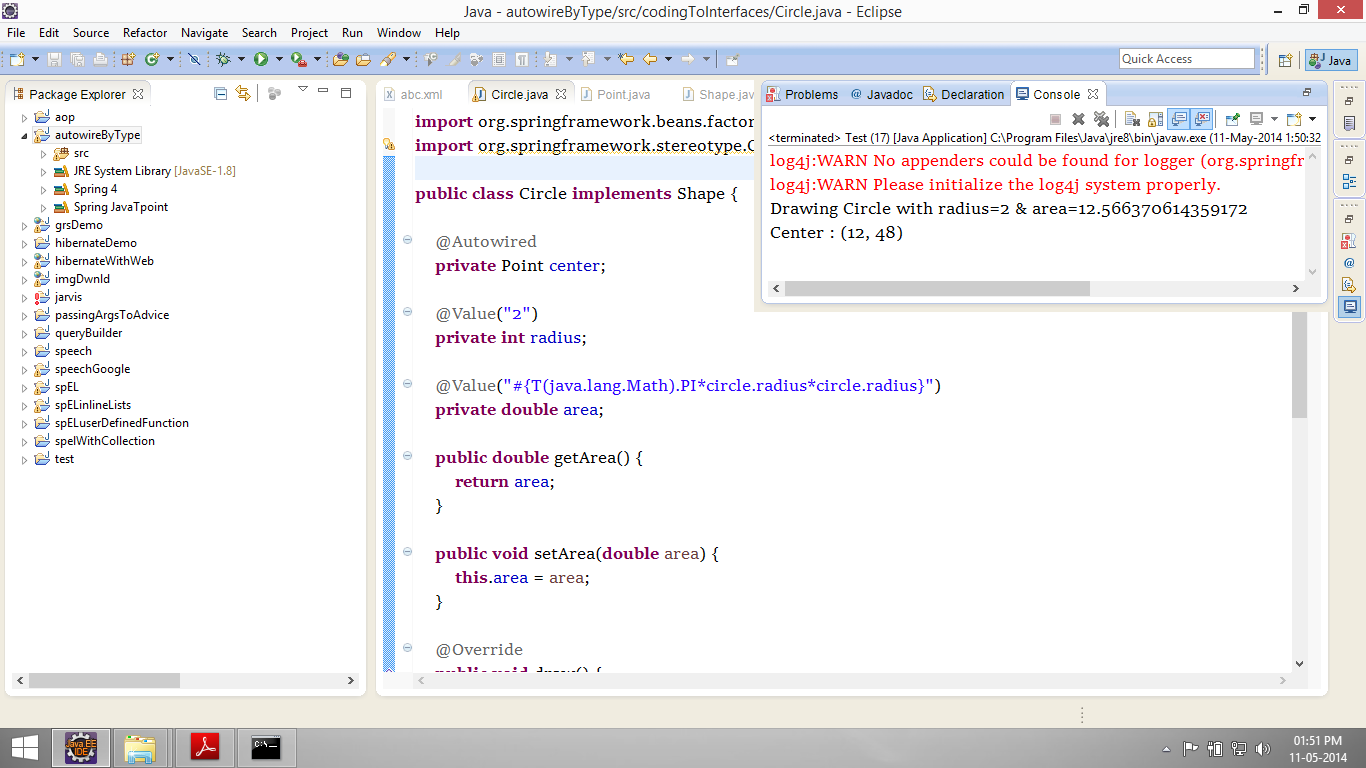 Java - autowireByType/src/codingToInterfaces/Circle.java - Eclipse
File Edit Source Refactor Navigate Search Project Run Window Help
Quick Access
Java
Package Explorer
aop
autowireByType
src
JRE System Library [JavaSE-1.8]
Spring 4
Spring JavaTpoint
grsDemo
hibernateDemo
hibernateWithWeb
imgDwnld
jarvis
passingArgsToAdvice
queryBuilder
speech
speechGoogle
spEL
spELinlineLists
spELuserDefinedFunction
spelWithCollection
test
abc.xml Circle.java Point.java Shape.jav
import org.springframework.beans.factor
import org.springframework.stereotype.C
public class Circle implements Shape {
@Autowired
private Point center;
@Value("2")
private int radius;
@Value("#{T(java.lang.Math).PI*circle.radius*circle.radius}")
private double area;
public double getArea() {
return area;
}
public void setArea(double area) {
this.area = area;
}
@Override
public void draw() {
Problems @ Javadoc Declaration Console
<terminated> Test (17) [Java Application] C:\Program Files\Java\jre8\bin\javaw.exe (11-May-2014 1:50:32
log4j:WARN No appenders could be found for logger (org.springfr
log4j:WARN Please initialize the log4j system properly.
Drawing Circle with radius=2 & area=12.566370614359172
Center : (12, 48)
Java EE
IDE
C:\
01:51 PM
11-05-2014